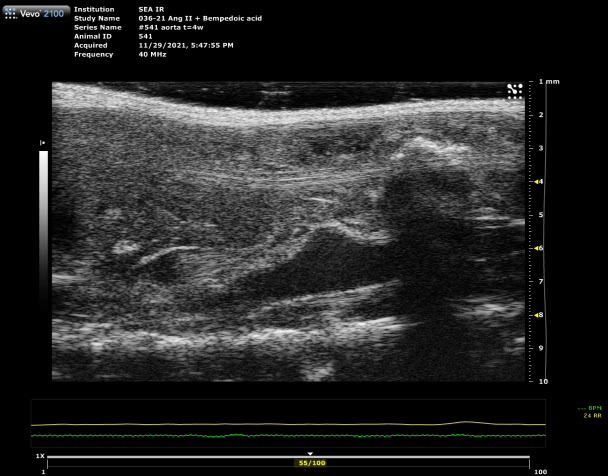 Vevo 2100
Institution SEA IR
Study Name 036-21 Ang II + Bempedoic acid
Series Name #541 aorta t=4w
Animal ID 541
Acquired 11/29/2021, 5:47:55 PM
Frequency 40 MHz
1 mm
2
3
4
5
6
7
8
9
10
--- BPM
24 RR
1X
55/100
1
100